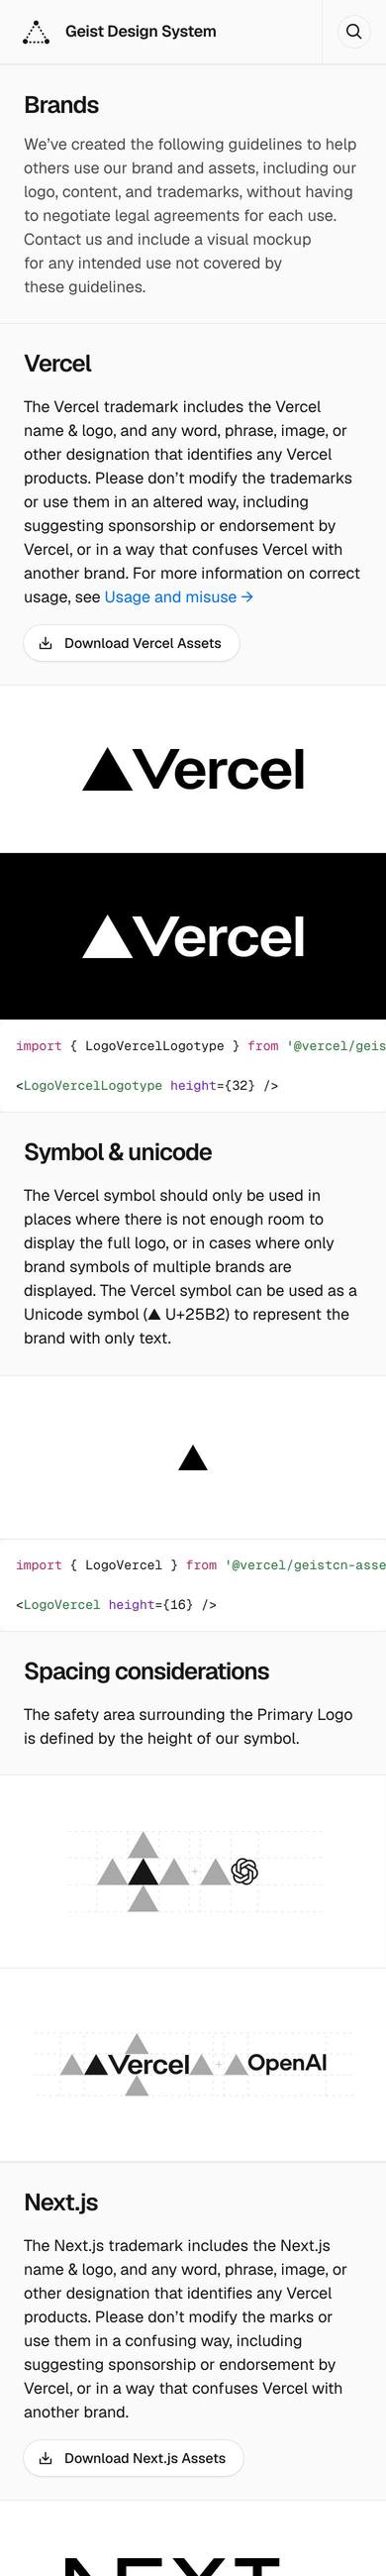 Geist Design System
Brands
We’ve created the following guidelines to help
others use our brand and assets, including our
logo, content, and trademarks, without having
to negotiate legal agreements for each use.
Contact us and include a visual mockup
for any intended use not covered by
these guidelines.
Vercel
The Vercel trademark includes the Vercel
name & logo, and any word, phrase, image, or
other designation that identifies any Vercel
products. Please don’t modify the trademarks
or use them in an altered way, including
suggesting sponsorship or endorsement by
Vercel, or in a way that confuses Vercel with
another brand. For more information on correct
usage, see Usage and misuse →
Download Vercel Assets
Vercel
Vercel
import { LogoVercelLogotype } from '@vercel/geis
<LogoVercelLogotype height={32} />
Symbol & unicode
The Vercel symbol should only be used in
places where there is not enough room to
display the full logo, or in cases where only
brand symbols of multiple brands are
displayed. The Vercel symbol can be used as a
Unicode symbol (▲ U+25B2) to represent the
brand with only text.
import { LogoVercel } from '@vercel/geistcn-asse
<LogoVercel height={16} />
Spacing considerations
The safety area surrounding the Primary Logo
is defined by the height of our symbol.
+
Vercel + OpenAI
Next.js
The Next.js trademark includes the Next.js
name & logo, and any word, phrase, image, or
other designation that identifies any Vercel
products. Please don’t modify the marks or
use them in a confusing way, including
suggesting sponsorship or endorsement by
Vercel, or in a way that confuses Vercel with
another brand.
Download Next.js Assets
NEXT